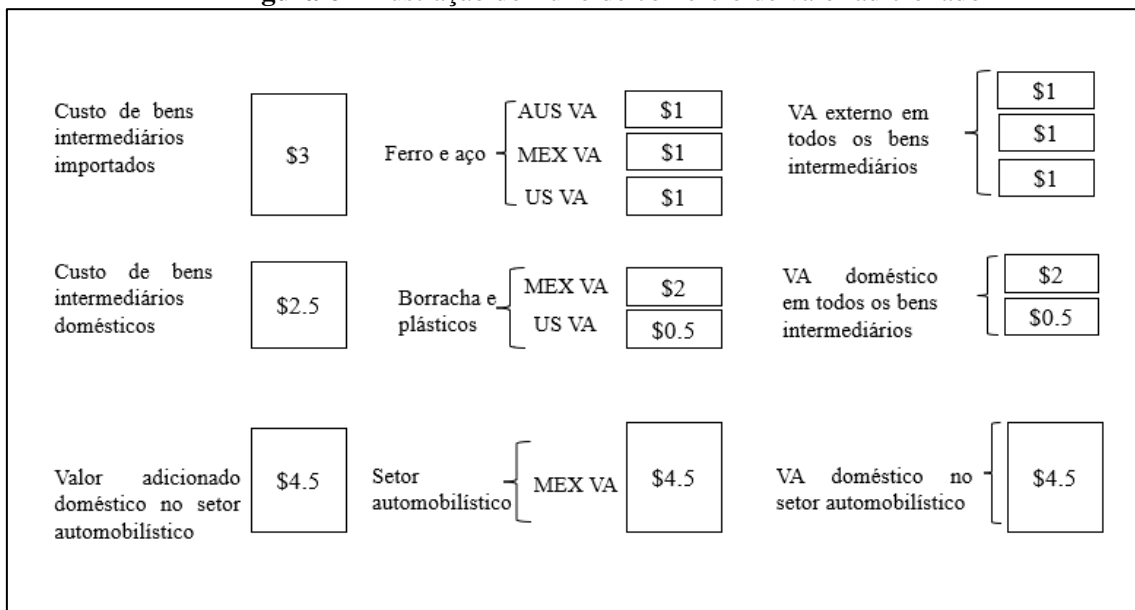 Custo de bens
intermediários
importados
$3
Ferro e aço
AUS VA
$1
MEX VA
$1
US VA
$1
VA externo em
todos os bens
intermediários
$1
$1
$1
Custo de bens
intermediários
domésticos
$2.5
Borracha e
plásticos
MEX VA
$2
US VA
$0.5
VA doméstico
em todos os bens
intermediários
$2
$0.5
Valor adicionado
doméstico no setor
automobilístico
$4.5
Setor
automobilístico
MEX VA
$4.5
VA doméstico no
setor automobilístico
$4.5